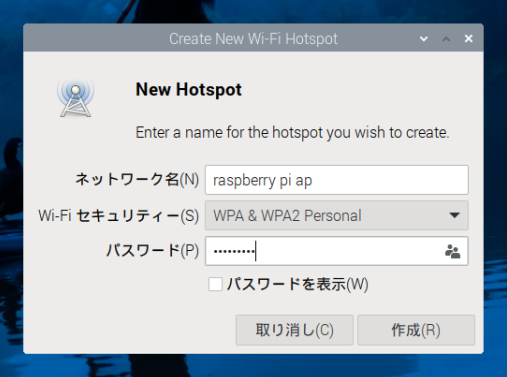 Create New Wi-Fi Hotspot
New Hotspot
Enter a name for the hotspot you wish to create.
ネットワーク名(N) raspberry pi ap
Wi-Fi セキュリティー(S) WPA & WPA2 Personal
パスワード(P) •••••••••
パスワードを表示(W)
取り消し(C) 作成(R)